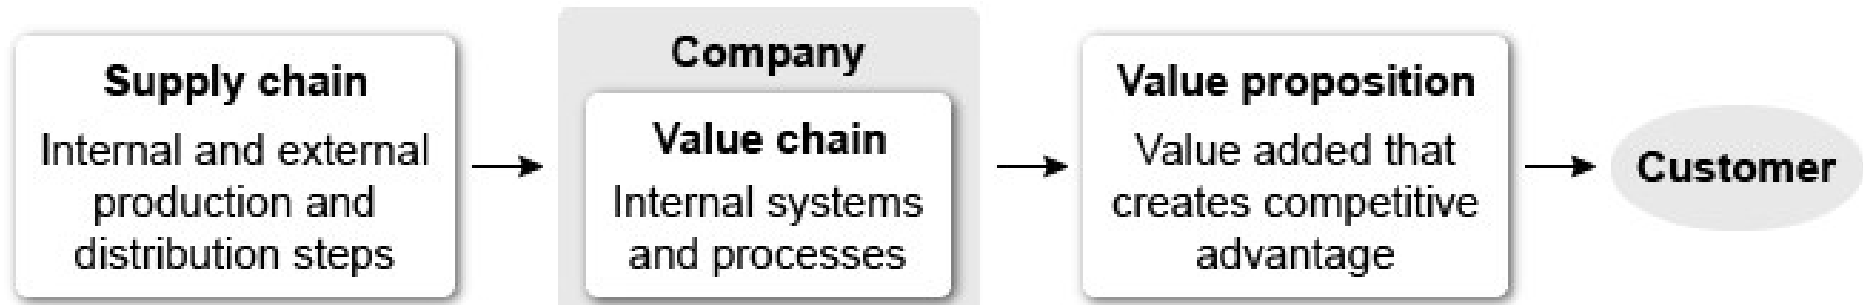 Supply chain
Internal and external
production and
distribution steps
Company
Value chain
Internal systems
and processes
Value proposition
Value added that
creates competitive
advantage
Customer